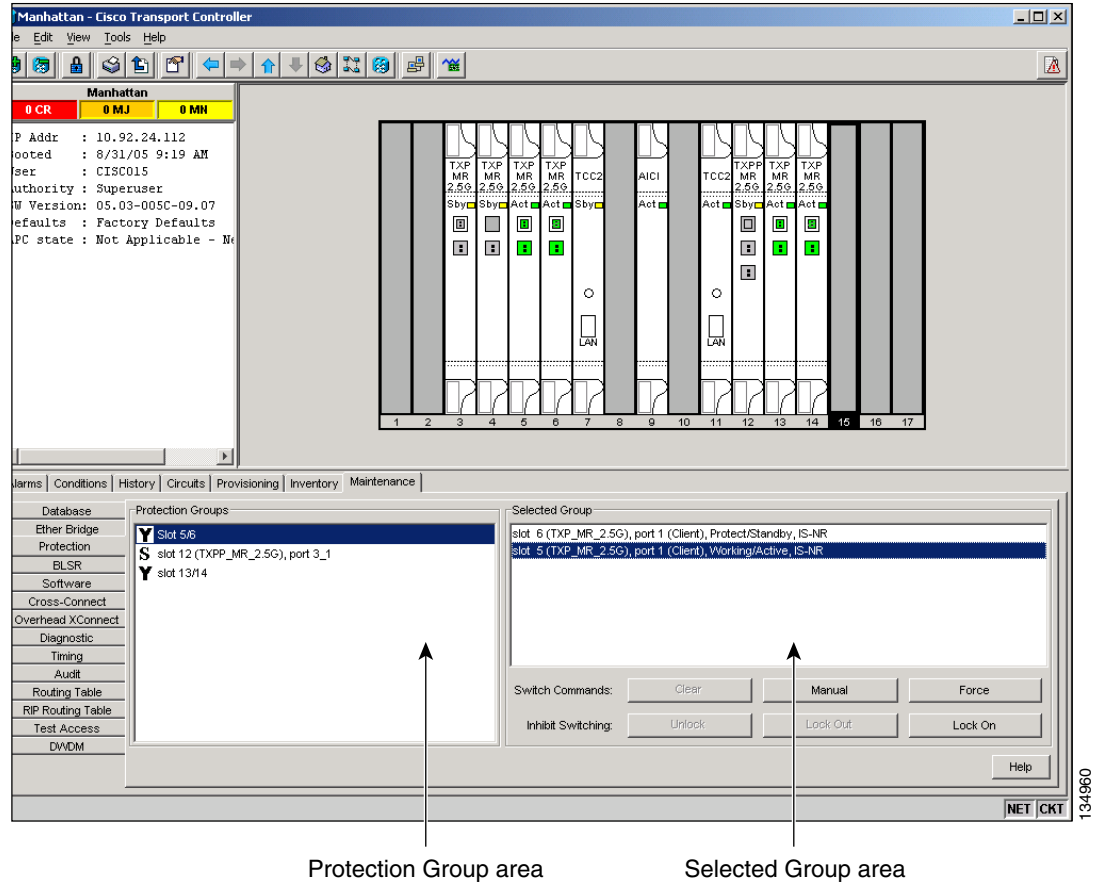 Manhattan - Cisco Transport Controller
le Edit View Tools Help
Manhattan
0 CR 0 MJ 0 MN
IP Addr : 10.92.24.112
ooted : 8/31/05 9:19 AM
ser : CISCO15
uthority : Superuser
SW Version: 05.03-005C-09.07
efaults : Factory Defaults
APC state : Not Applicable - Ne
TXP MR 2.5G
TXP MR 2.5G
TXP MR 2.5G
TXP MR 2.5G
TCC2
AICI
TCC2
TXPP MR 2.5G
TXP MR 2.5G
TXP MR 2.5G
Sby Sby Act Act Sby Act Act Sby Act Act
LAN LAN
1 2 3 4 5 6 7 8 9 10 11 12 13 14 15 16 17
larms Conditions History Circuits Provisioning Inventory Maintenance
Database
Ether Bridge
Protection
BLSR
Software
Cross-Connect
Overhead XConnect
Diagnostic
Timing
Audit
Routing Table
RIP Routing Table
Test Access
DWDM
Protection Groups
Y Slot 5/6
S slot 12 (TXPP_MR_2.5G), port 3_1
Y slot 13/14
Selected Group
slot 6 (TXP_MR_2.5G), port 1 (Client), Protect/Standby, IS-NR
slot 5 (TXP_MR_2.5G), port 1 (Client), Working/Active, IS-NR
Switch Commands: Clear Manual Force
Inhibit Switching: Unlock Lock Out Lock On
Help
NET CKT
134960
Protection Group area
Selected Group area